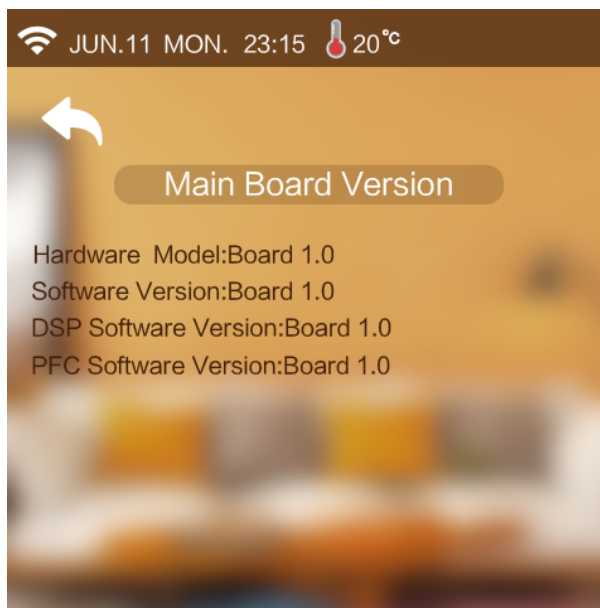 JUN.11 MON. 23:15 20℃
Main Board Version
Hardware Model:Board 1.0
Software Version:Board 1.0
DSP Software Version:Board 1.0
PFC Software Version:Board 1.0